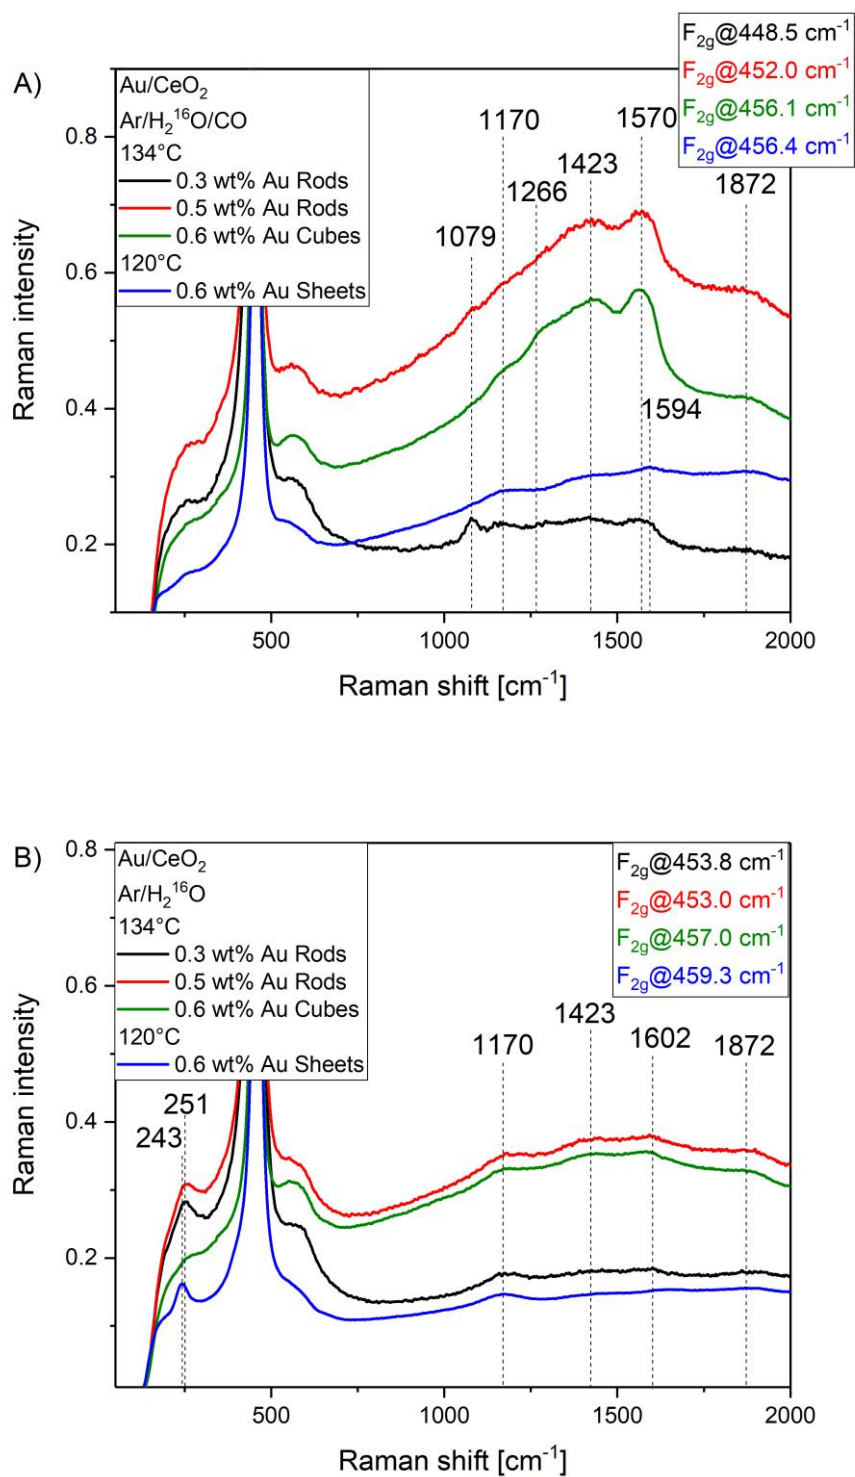 A)
Au/CeO₂
Ar/H₂¹⁶O/CO
134°C
0.3 wt% Au Rods
0.5 wt% Au Rods
0.6 wt% Au Cubes
120°C
0.6 wt% Au Sheets
F₂g@448.5 cm⁻¹
F₂g@452.0 cm⁻¹
F₂g@456.1 cm⁻¹
F₂g@456.4 cm⁻¹
1170
1570
1423
1266
1872
1079
1594
0.8
0.6
0.4
0.2
Raman intensity
500
1000
1500
2000
Raman shift [cm⁻¹]
B)
Au/CeO₂
Ar/H₂¹⁶O
134°C
0.3 wt% Au Rods
0.5 wt% Au Rods
0.6 wt% Au Cubes
120°C
0.6 wt% Au Sheets
F₂g@453.8 cm⁻¹
F₂g@453.0 cm⁻¹
F₂g@457.0 cm⁻¹
F₂g@459.3 cm⁻¹
1423
1170
1602
1872
251
243
0.8
0.6
0.4
0.2
Raman intensity
500
1000
1500
2000
Raman shift [cm⁻¹]